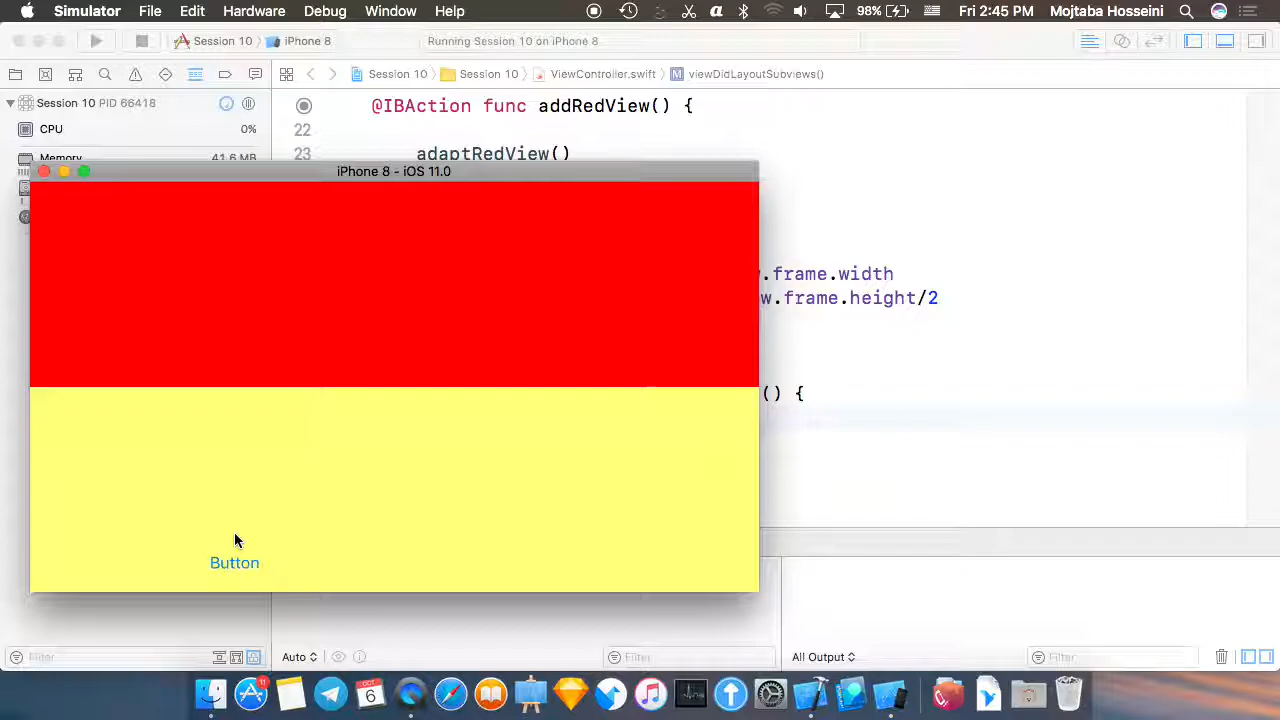 Simulator File Edit Hardware Debug Window Help 98% Fri 2:45 PM Mojtaba Hosseini
Session 10 iPhone 8 Running Session 10 on iPhone 8
Session 10 Session 10 ViewController.swift M viewDidLayoutSubviews()
Session 10 PID 66418
CPU 0%
Memory 41.6 MB
@IBAction func addRedView() {
22
23 adaptRedView()
iPhone 8 - iOS 11.0
.frame.width
w.frame.height/2
() {
Button
Filter Auto Filter All Output Filter
11
OCT
6